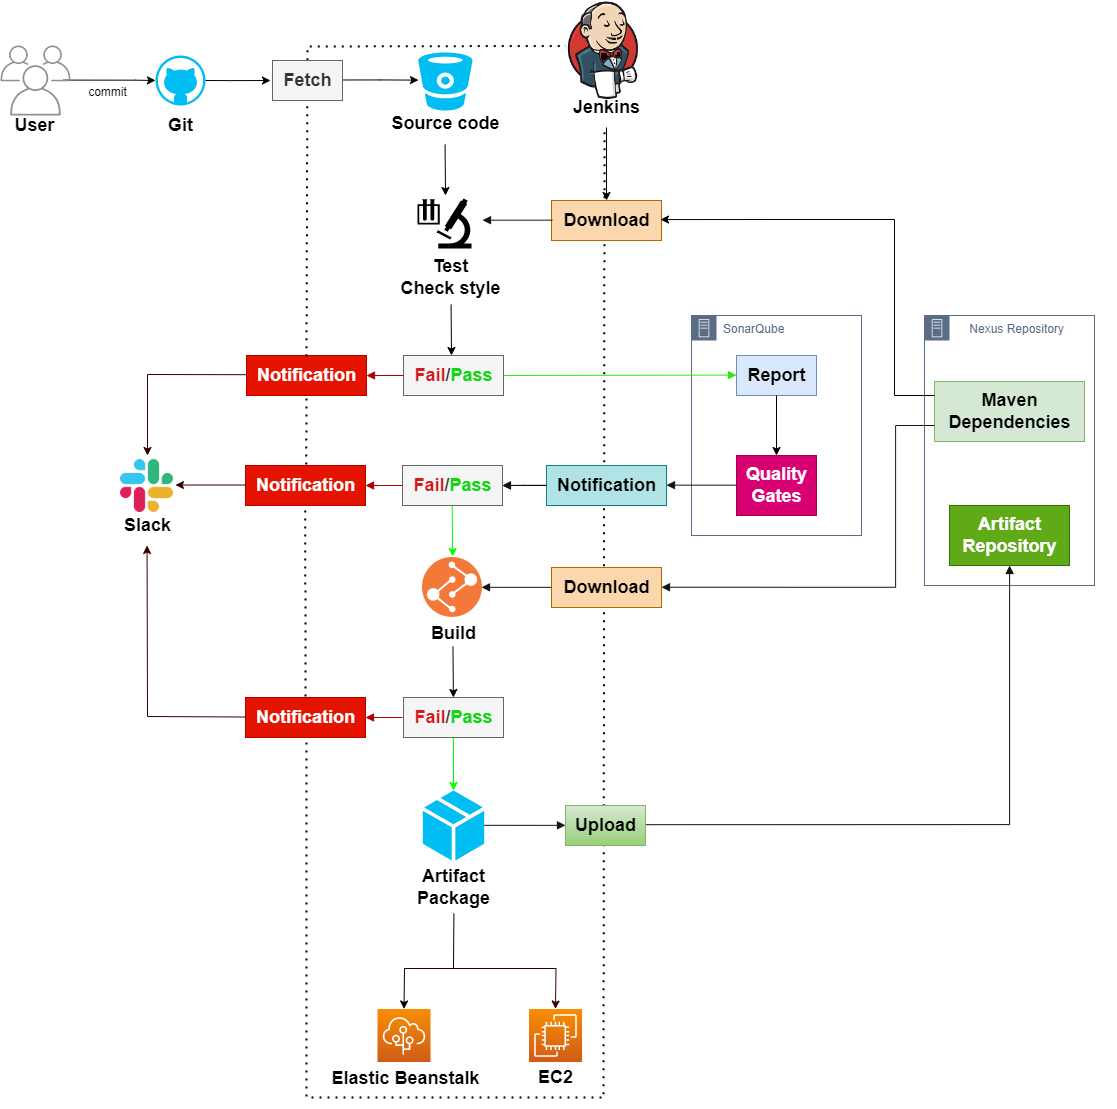 Jenkins
User
commit
Git
Fetch
Source code
Download
Test
Check style
SonarQube
Nexus Repository
Notification
Fail/Pass
Report
Maven
Dependencies
Slack
Notification
Fail/Pass
Notification
Quality
Gates
Artifact
Repository
Build
Download
Notification
Fail/Pass
Artifact
Package
Upload
Elastic Beanstalk
EC2